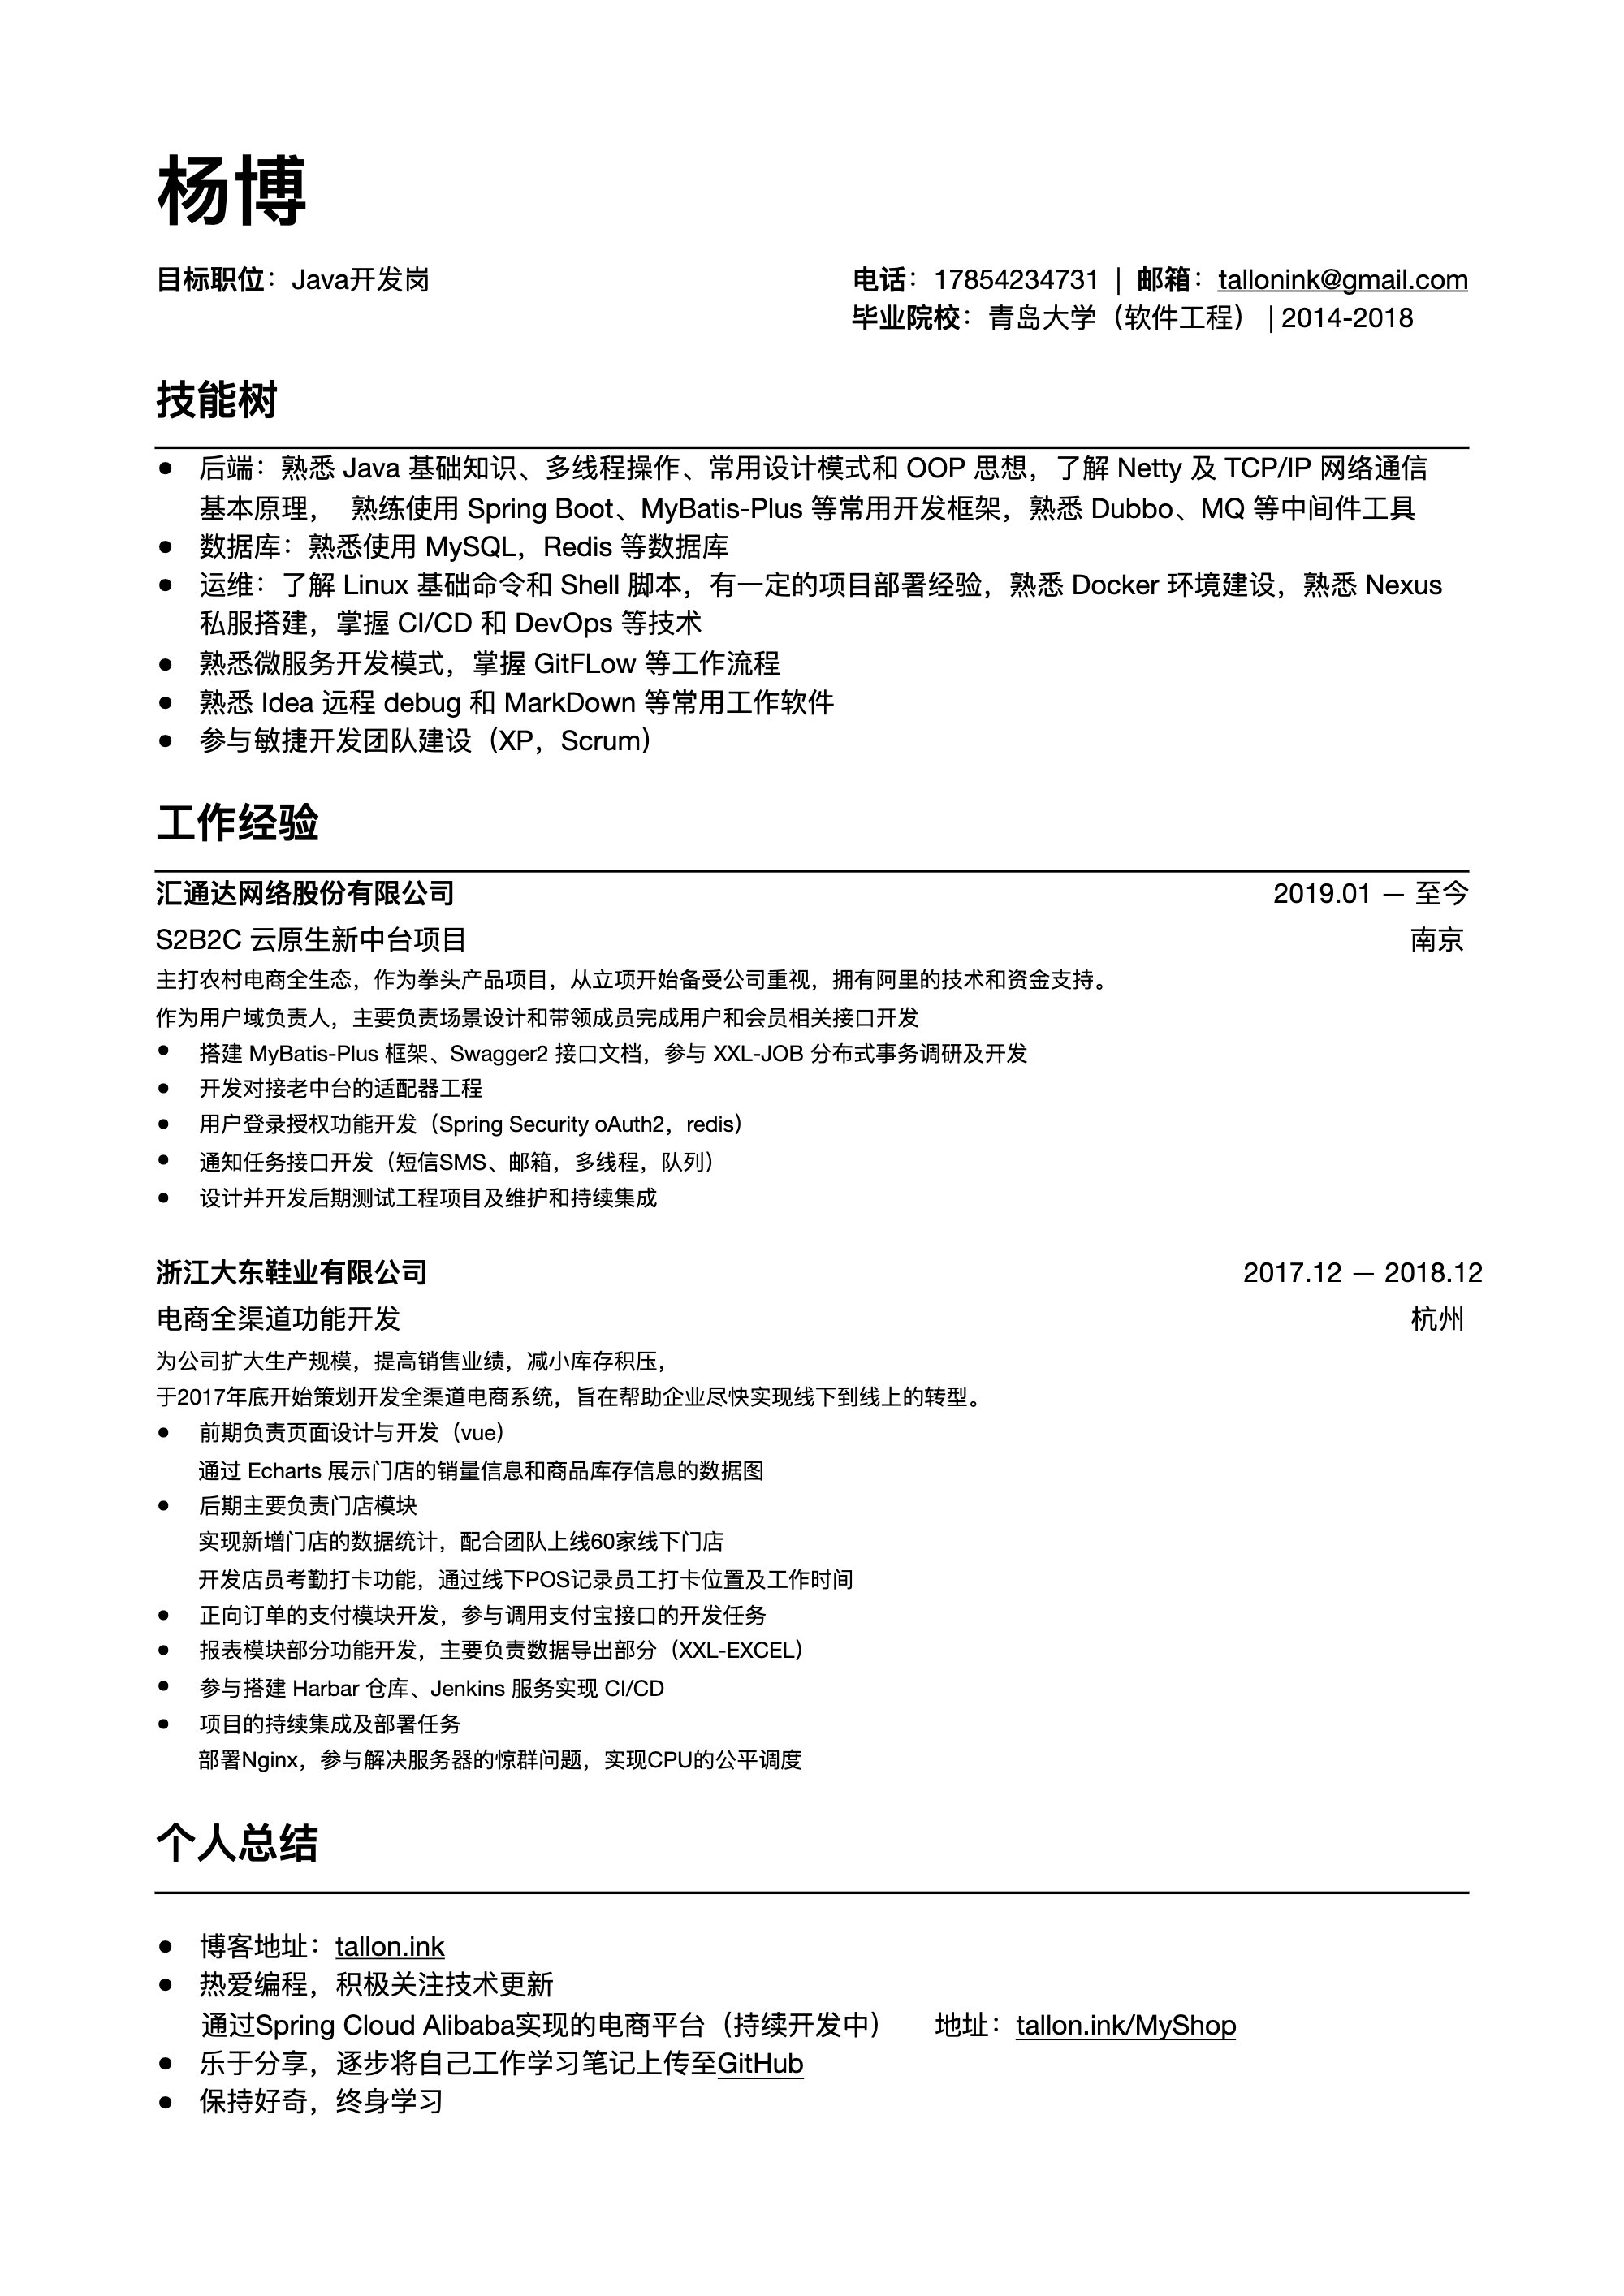 杨博
目标职位：Java开发岗
电话：17854234731 | 邮箱：tallonink@gmail.com
毕业院校：青岛大学（软件工程） | 2014-2018
技能树
● 后端：熟悉 Java 基础知识、多线程操作、常用设计模式和 OOP 思想，了解 Netty 及 TCP/IP 网络通信
基本原理， 熟练使用 Spring Boot、MyBatis-Plus 等常用开发框架，熟悉 Dubbo、MQ 等中间件工具
● 数据库：熟悉使用 MySQL，Redis 等数据库
● 运维：了解 Linux 基础命令和 Shell 脚本，有一定的项目部署经验，熟悉 Docker 环境建设，熟悉 Nexus
私服搭建，掌握 CI/CD 和 DevOps 等技术
● 熟悉微服务开发模式，掌握 GitFLow 等工作流程
● 熟悉 Idea 远程 debug 和 MarkDown 等常用工作软件
● 参与敏捷开发团队建设（XP，Scrum）
工作经验
汇通达网络股份有限公司 2019.01 — 至今
S2B2C 云原生新中台项目 南京
主打农村电商全生态，作为拳头产品项目，从立项开始备受公司重视，拥有阿里的技术和资金支持。
作为用户域负责人，主要负责场景设计和带领成员完成用户和会员相关接口开发
● 搭建 MyBatis-Plus 框架、Swagger2 接口文档，参与 XXL-JOB 分布式事务调研及开发
● 开发对接老中台的适配器工程
● 用户登录授权功能开发（Spring Security oAuth2，redis）
● 通知任务接口开发（短信SMS、邮箱，多线程，队列）
● 设计并开发后期测试工程项目及维护和持续集成
浙江大东鞋业有限公司 2017.12 — 2018.12
电商全渠道功能开发 杭州
为公司扩大生产规模，提高销售业绩，减小库存积压，
于2017年底开始策划开发全渠道电商系统，旨在帮助企业尽快实现线下到线上的转型。
● 前期负责页面设计与开发（vue）
通过 Echarts 展示门店的销量信息和商品库存信息的数据图
● 后期主要负责门店模块
实现新增门店的数据统计，配合团队上线60家线下门店
开发店员考勤打卡功能，通过线下POS记录员工打卡位置及工作时间
● 正向订单的支付模块开发，参与调用支付宝接口的开发任务
● 报表模块部分功能开发，主要负责数据导出部分（XXL-EXCEL）
● 参与搭建 Harbar 仓库、Jenkins 服务实现 CI/CD
● 项目的持续集成及部署任务
部署Nginx，参与解决服务器的惊群问题，实现CPU的公平调度
个人总结
● 博客地址：tallon.ink
● 热爱编程，积极关注技术更新
通过Spring Cloud Alibaba实现的电商平台（持续开发中） 地址：tallon.ink/MyShop
● 乐于分享，逐步将自己工作学习笔记上传至GitHub
● 保持好奇，终身学习